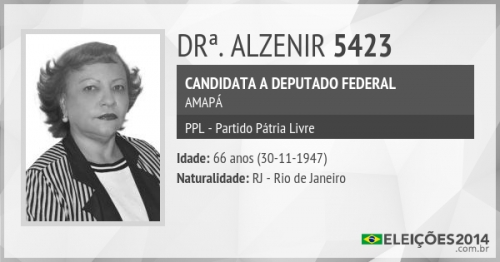 DRª. ALZENIR 5423
CANDIDATA A DEPUTADO FEDERAL
AMAPÁ
PPL - Partido Pátria Livre
Idade: 66 anos (30-11-1947)
Naturalidade: RJ - Rio de Janeiro
ELEIÇÕES2014
.com.br